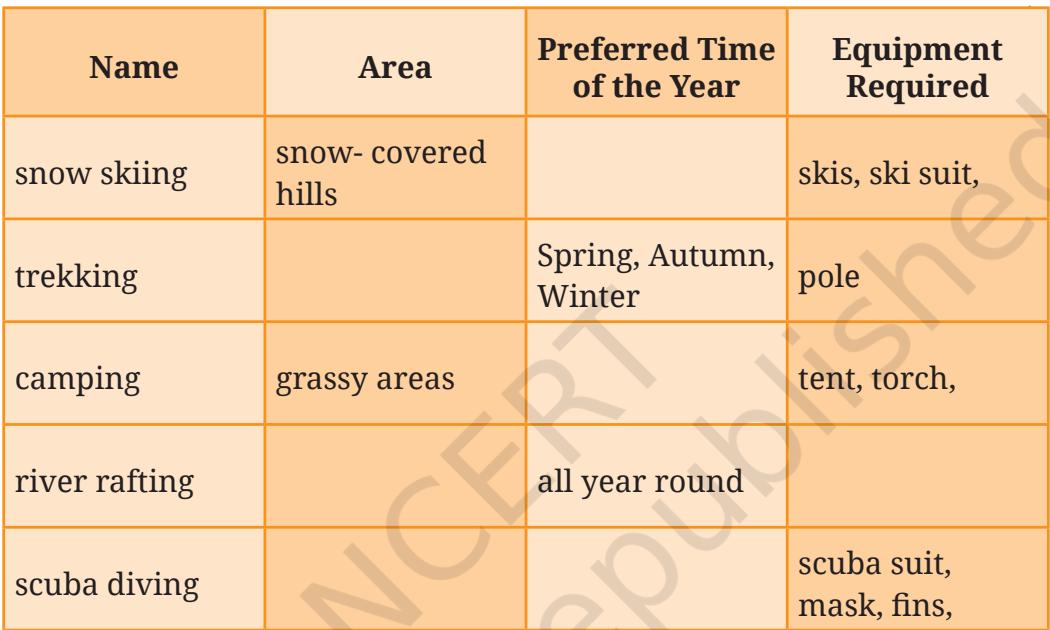 Name
Area
Preferred Time
of the Year
Equipment
Required
snow skiing
snow- covered
hills
skis, ski suit,
trekking
Spring, Autumn,
Winter
pole
camping
grassy areas
tent, torch,
river rafting
all year round
scuba diving
scuba suit,
mask, fins,
NCERT
epublished